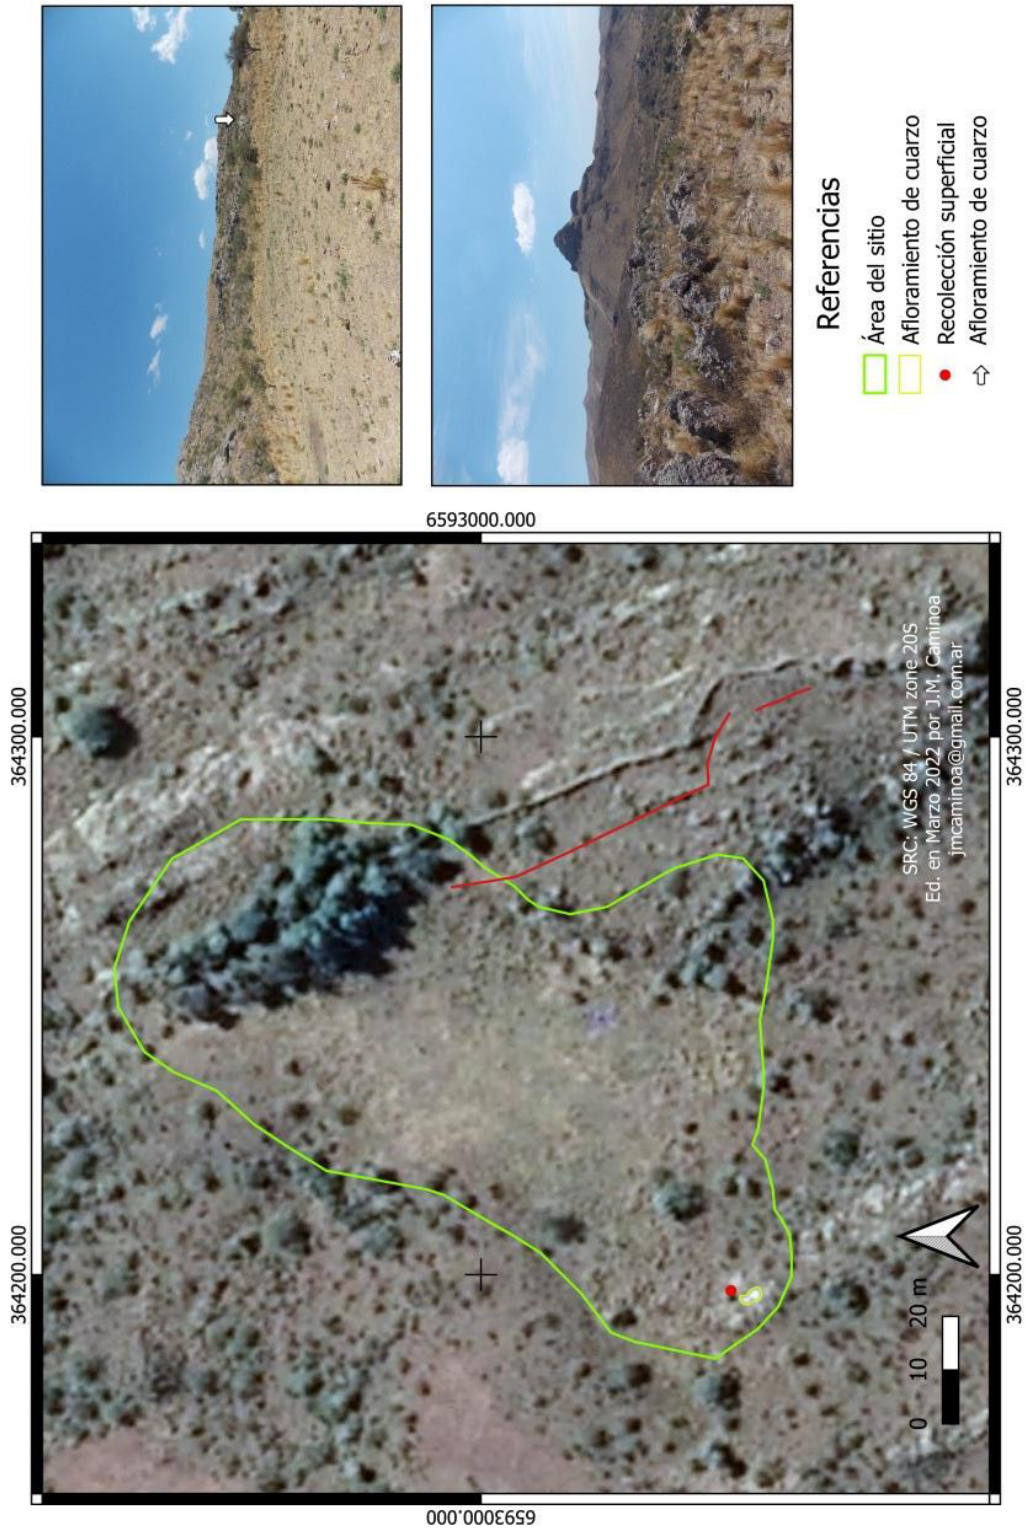 6593000.000
364300.000
364300.000
SRC: WGS 84 / UTM zone 20S
Ed. en Marzo 2022 por J.M. Caminoa
jmcaminoa@gmail.com.ar
364200.000
364200.000
0 10 20 m
6593000.000
Referencias
Área del sitio
Afloramiento de cuarzo
Recolección superficial
Afloramiento de cuarzo